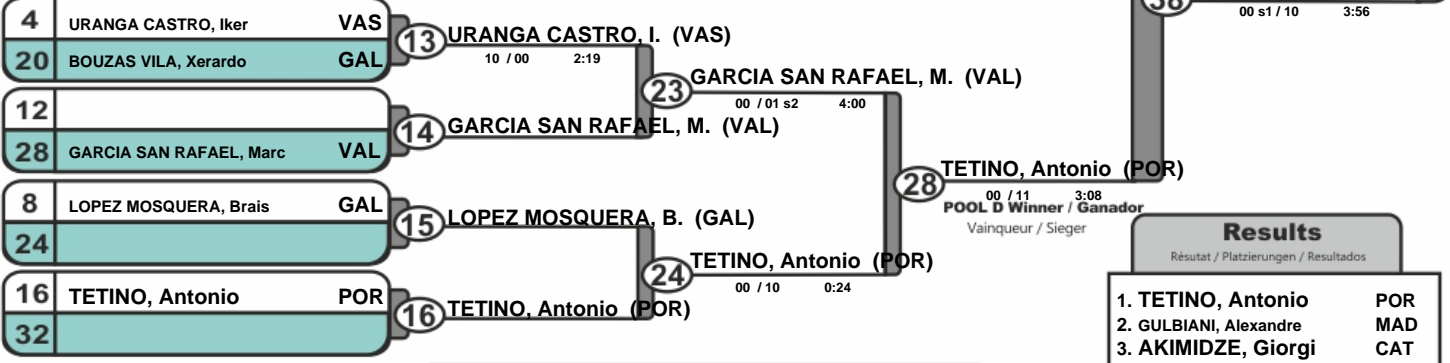 4 URANGA CASTRO, Iker VAS
20 BOUZAS VILA, Xerardo GAL
13 URANGA CASTRO, I. (VAS)
10 / 00 2:19
12
28 GARCIA SAN RAFAEL, Marc VAL
14 GARCIA SAN RAFAEL, M. (VAL)
23 GARCIA SAN RAFAEL, M. (VAL)
00 / 01 s2 4:00
8 LOPEZ MOSQUERA, Brais GAL
24
15 LOPEZ MOSQUERA, B. (GAL)
16 TETINO, Antonio POR
32
16 TETINO, Antonio (POR)
24 TETINO, Antonio (POR)
00 / 10 0:24
28 TETINO, Antonio (POR)
00 / 11 3:08
POOL D Winner / Ganador
Vainqueur / Sieger
38
00 s1 / 10 3:56
Results
Résutat / Platzierungen / Resultados
1. TETINO, Antonio POR
2. GULBIANI, Alexandre MAD
3. AKIMIDZE, Giorgi CAT